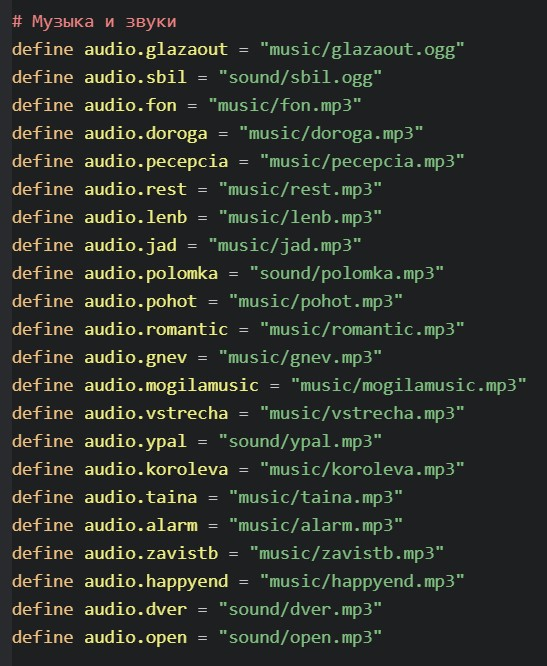 # Музыка и звуки
define audio.glazaout = "music/glazaout.ogg"
define audio.sbil = "sound/sbil.ogg"
define audio.fon = "music/fon.mp3"
define audio.doroga = "music/doroga.mp3"
define audio.pecepcia = "music/pecepcia.mp3"
define audio.rest = "music/rest.mp3"
define audio.lenb = "music/lenb.mp3"
define audio.jad = "music/jad.mp3"
define audio.polomka = "sound/polomka.mp3"
define audio.pohot = "music/pohot.mp3"
define audio.romantic = "music/romantic.mp3"
define audio.gnev = "music/gnev.mp3"
define audio.mogilamusic = "music/mogilamusic.mp3"
define audio.vstrecha = "music/vstrecha.mp3"
define audio.ypal = "sound/ypal.mp3"
define audio.koroleva = "music/koroleva.mp3"
define audio.taina = "music/taina.mp3"
define audio.alarm = "music/alarm.mp3"
define audio.zavistb = "music/zavistb.mp3"
define audio.happyend = "music/happyend.mp3"
define audio.dver = "sound/dver.mp3"
define audio.open = "sound/open.mp3"